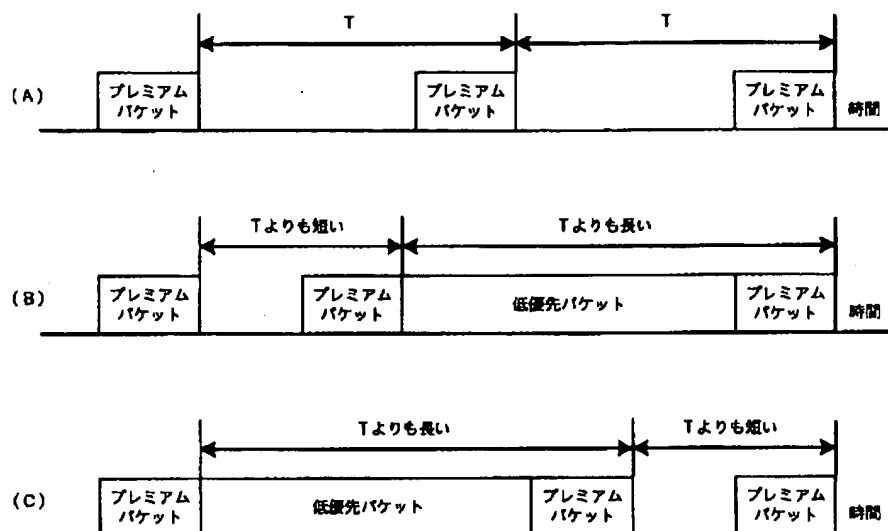 T
T
(A)
プレミアム
パケット
プレミアム
パケット
プレミアム
パケット
時間
Tよりも短い
Tよりも長い
(B)
プレミアム
パケット
プレミアム
パケット
低優先パケット
プレミアム
パケット
時間
Tよりも長い
Tよりも短い
(C)
プレミアム
パケット
低優先パケット
プレミアム
パケット
プレミアム
パケット
時間